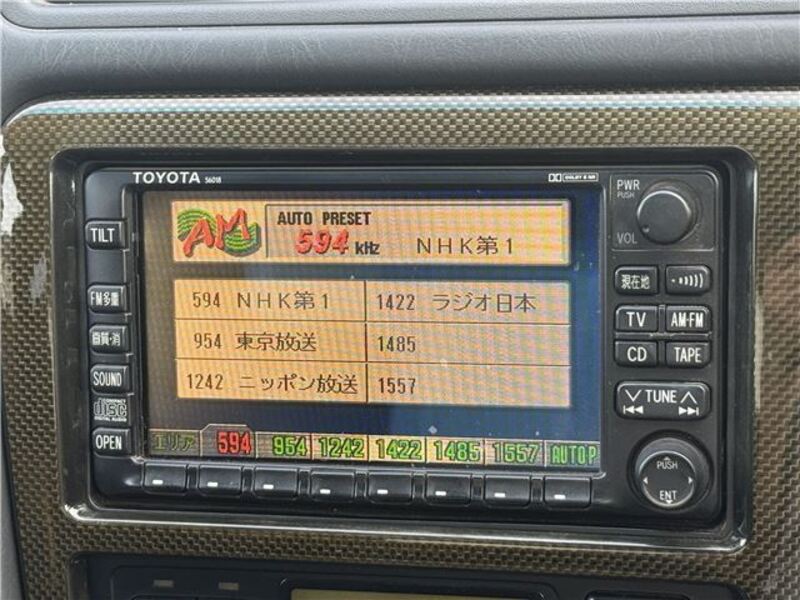 TOYOTA 56018
DOLBY B NR
PWR
PUSH
VOL
TILT
FM多重
画質・消
SOUND
COMPACT
disc
DIGITAL AUDIO
OPEN
AM AUTO PRESET
594 kHz NHK第1
594 NHK第1 1422 ラジオ日本
954 東京放送 1485
1242 ニッポン放送 1557
エリア 594 954 1242 1422 1485 1557 AUTO P
現在地
TV AM·FM
CD TAPE
TUNE
PUSH
ENT